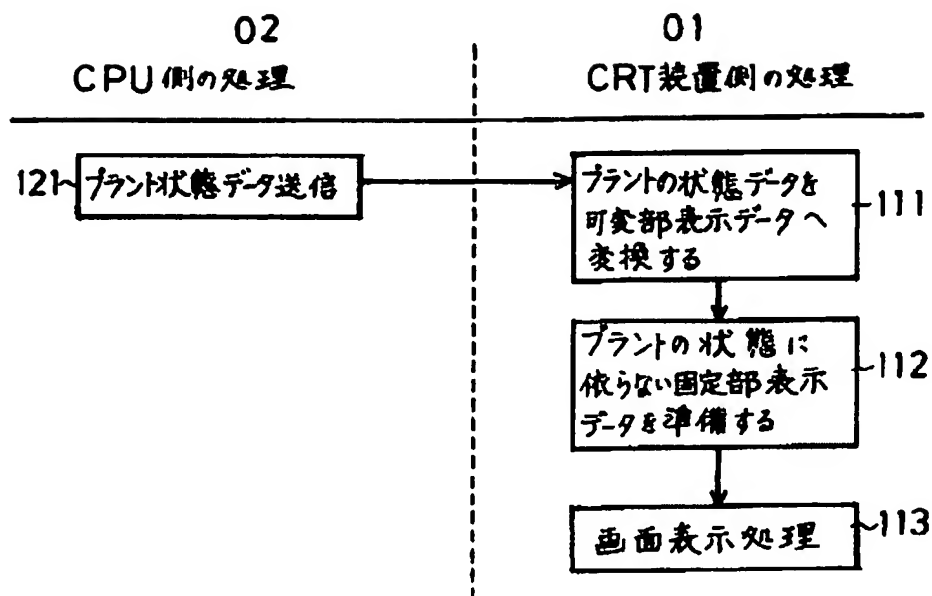 02
01
CPU側の処理
CRT装置側の処理
121
プラント状態データ送信
プラントの状態データを
可変部表示データへ
変換する
111
プラントの状態に
依らない固定部表示
データを準備する
112
画面表示処理
113